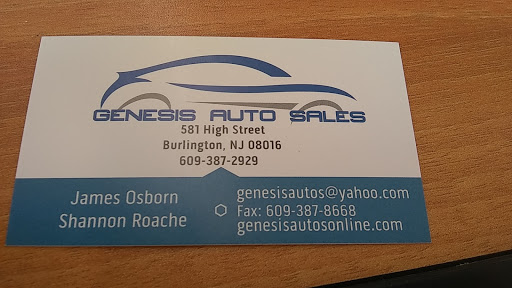 GENESIS AUTO SALES
581 High Street
Burlington, NJ 08016
609-387-2929
James Osborn
Shannon Roache
genesisautos@yahoo.com
Fax: 609-387-8668
genesisautosonline.com